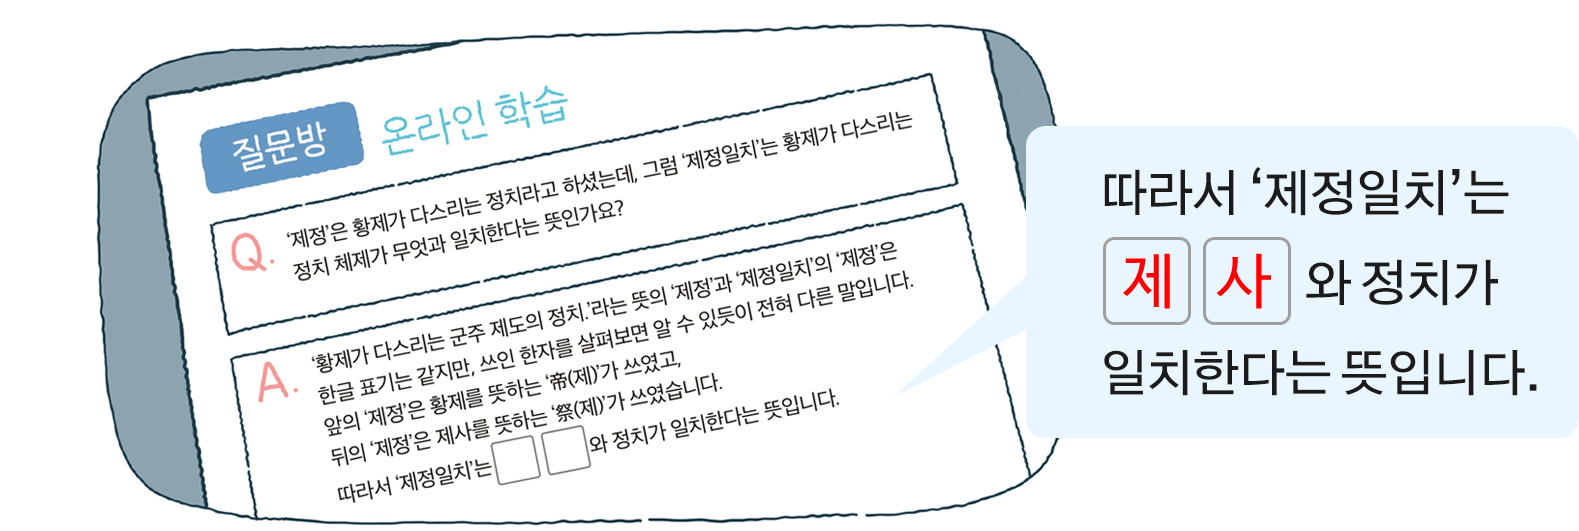 질문방 온라인 학습
Q. ‘제정’은 황제가 다스리는 정치라고 하셨는데, 그럼 ‘제정일치’는 황제가 다스리는
정치 체제가 무엇과 일치한다는 뜻인가요?
A. ‘황제가 다스리는 군주 제도의 정치.’라는 뜻의 ‘제정’과 ‘제정일치’의 ‘제정’은
한글 표기는 같지만, 쓰인 한자를 살펴보면 알 수 있듯이 전혀 다른 말입니다.
앞의 ‘제정’은 황제를 뜻하는 ‘帝(제)’가 쓰였고,
뒤의 ‘제정’은 제사를 뜻하는 ‘祭(제)’가 쓰였습니다.
따라서 ‘제정일치’는 와 정치가 일치한다는 뜻입니다.
따라서 ‘제정일치’는
제 사 와 정치가
일치한다는 뜻입니다.